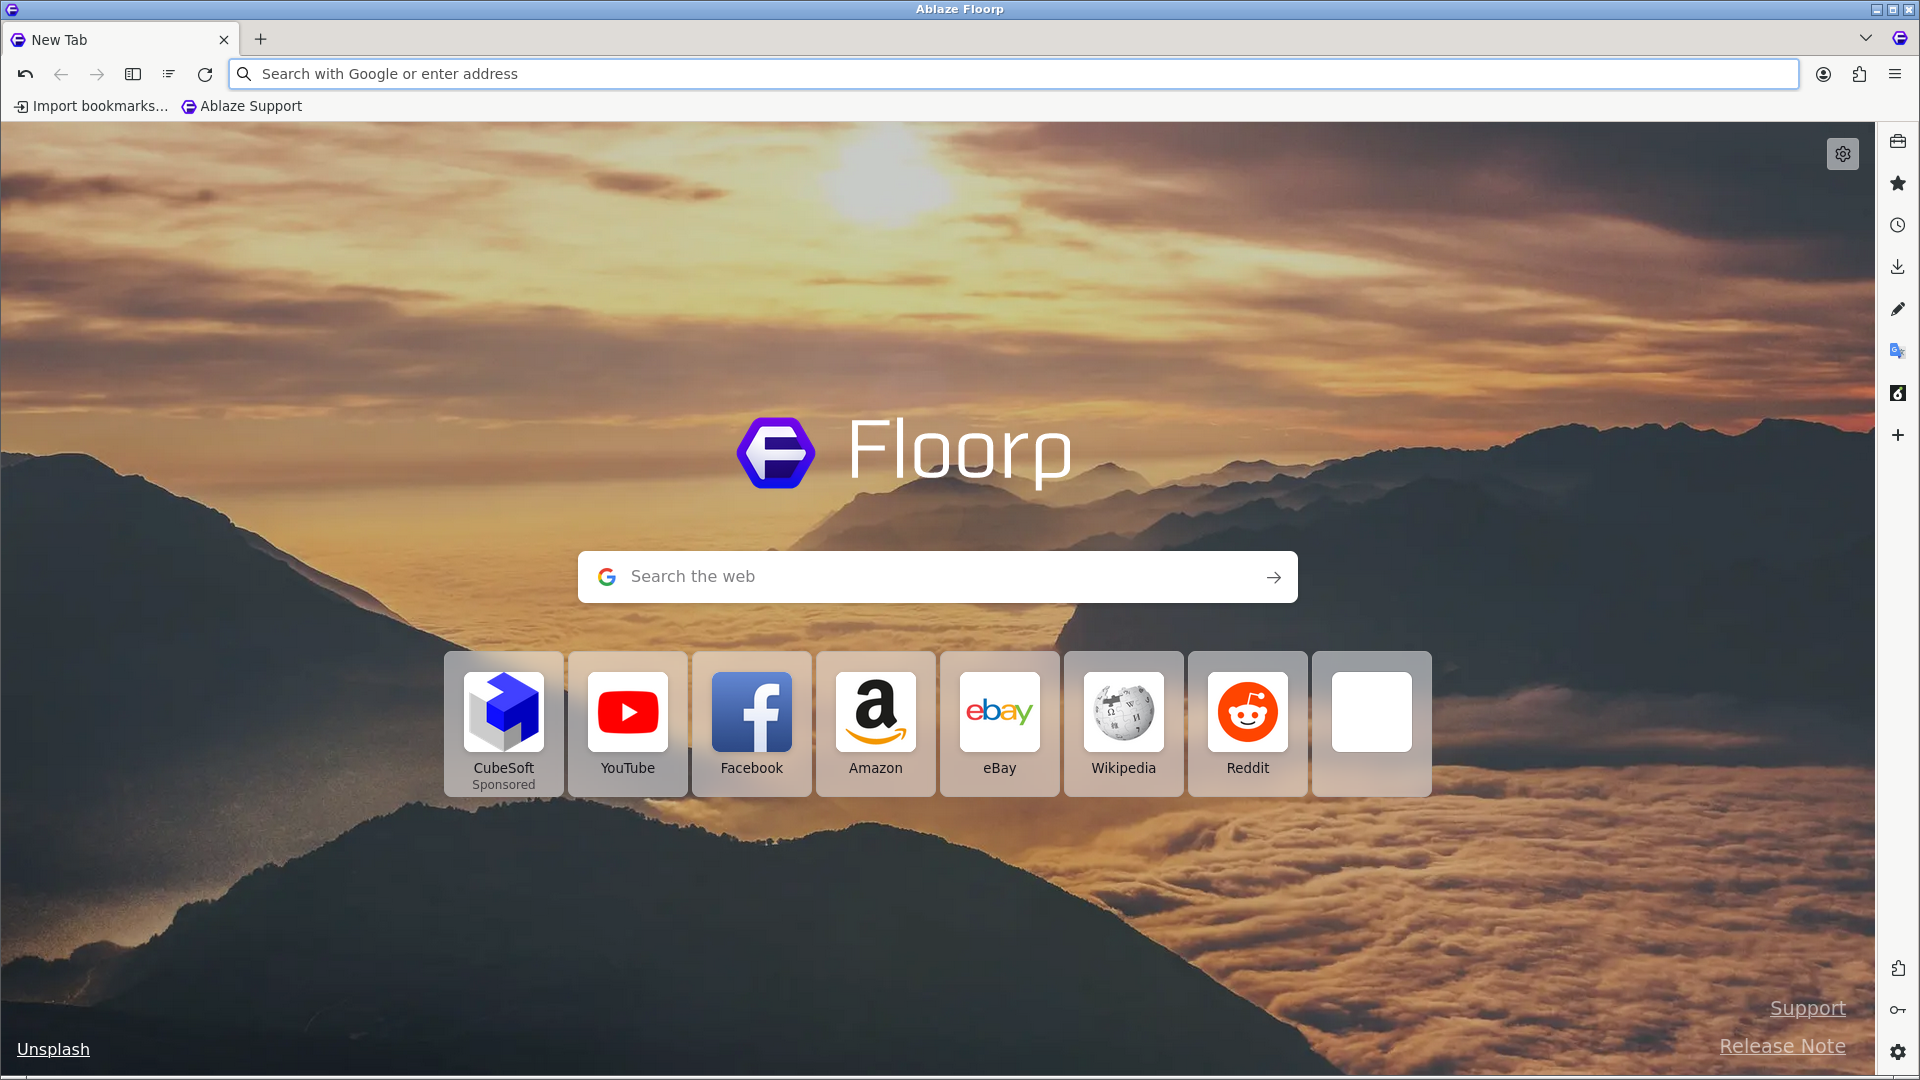 Ablaze Floorp
New Tab
Search with Google or enter address
Import bookmarks...
Ablaze Support
Floorp
Search the web
CubeSoft
Sponsored
YouTube
Facebook
Amazon
ebay
eBay
Wikipedia
Reddit
Support
Release Note
Unsplash